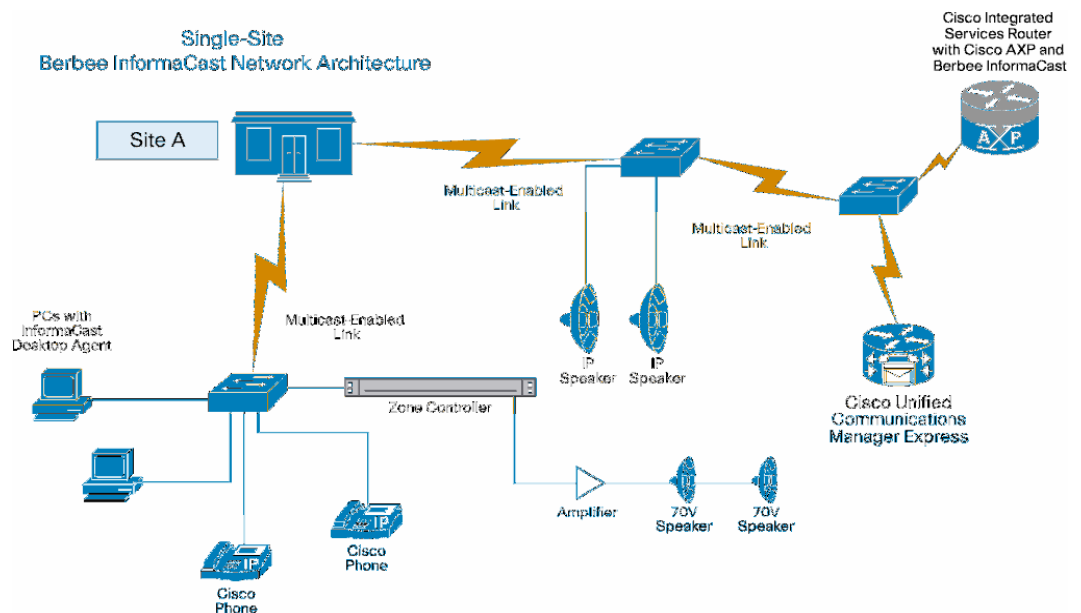 Single-Site
Berbee InformaCast Network Architecture
Cisco Integrated
Services Router
with Cisco AXP and
Berbee InformaCast
Site A
A X P
Multicast-Enabled
Link
Multicast-Enabled
Link
PCs with
InformaCast
Desktop Agent
Multicast-Enabled
Link
IP
Speaker
IP
Speaker
Zone Controller
Cisco Unified
Communications
Manager Express
Amplifier
70V
Speaker
70V
Speaker
IP
Cisco
Phone
IP
Cisco
Phone